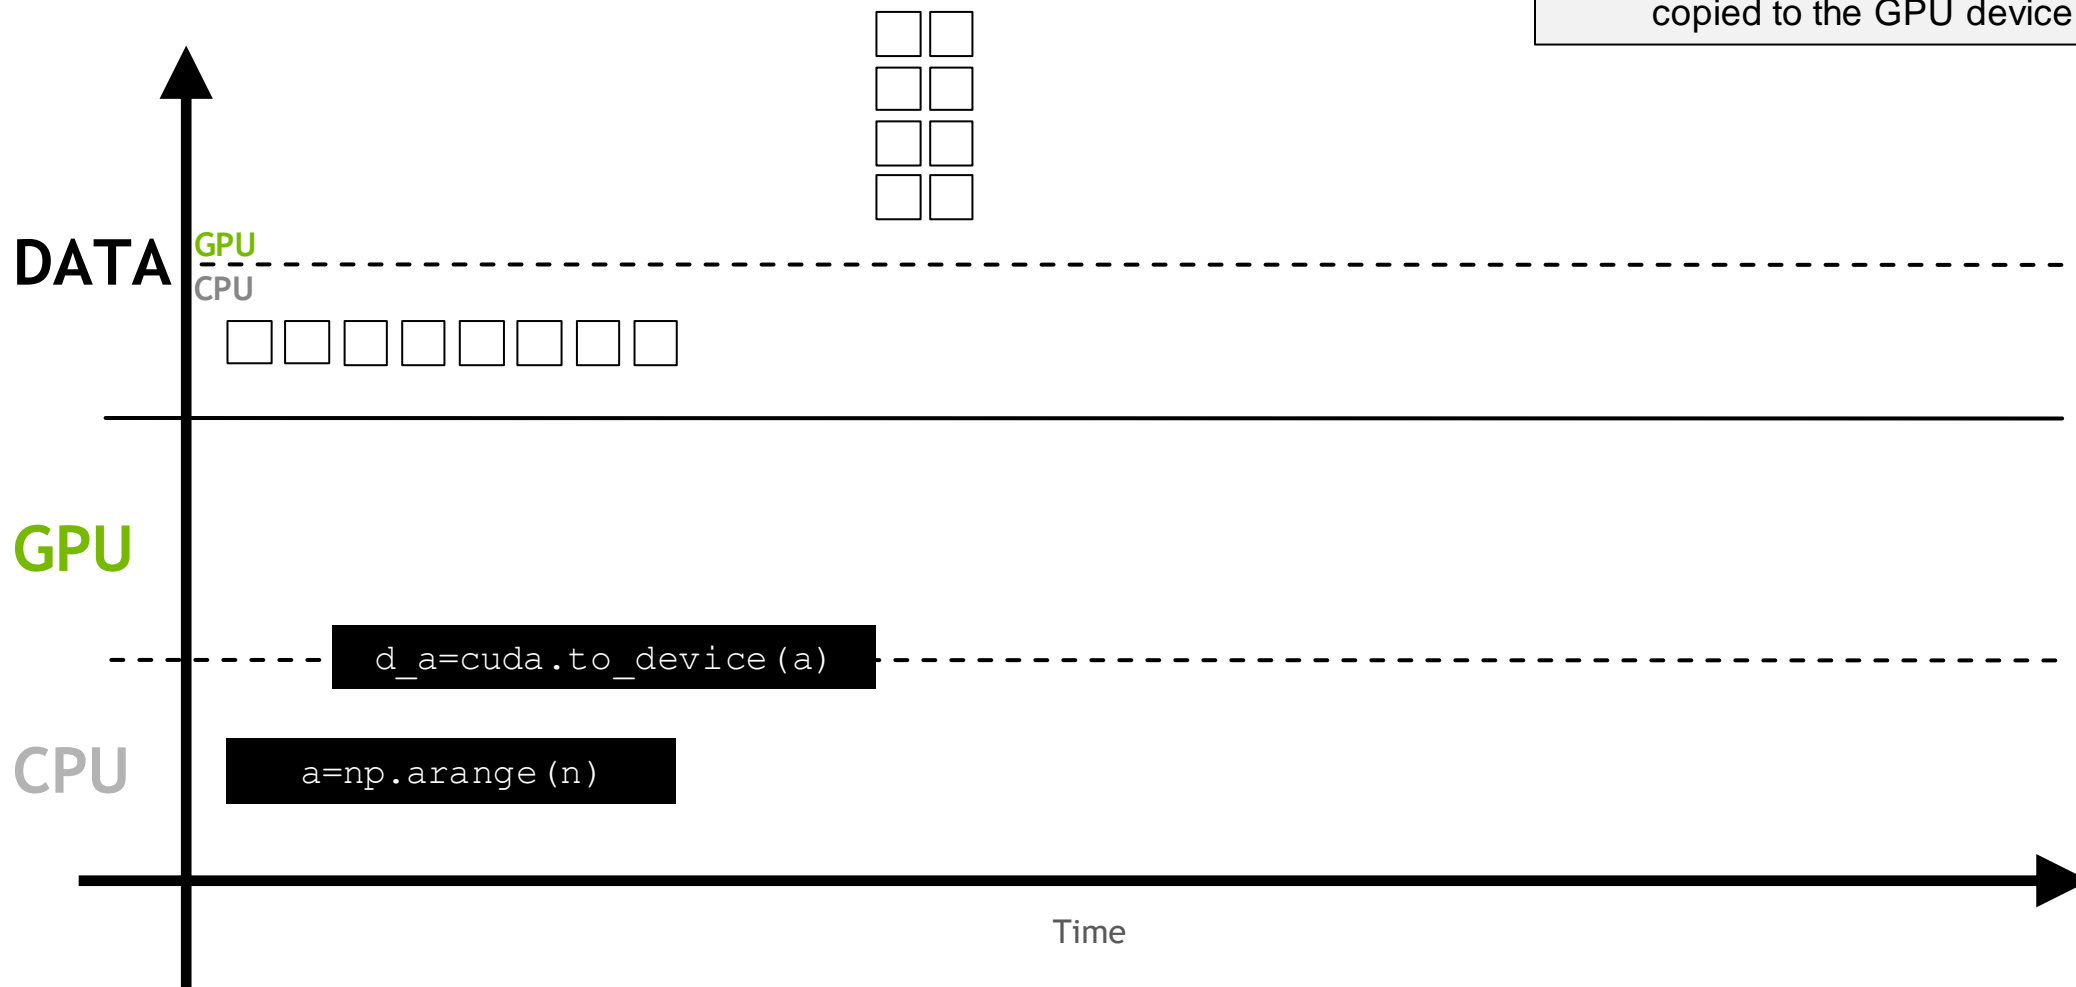 copied to the GPU device
DATA
GPU
CPU
GPU
d_a=cuda.to_device(a)
CPU
a=np.arange(n)
Time